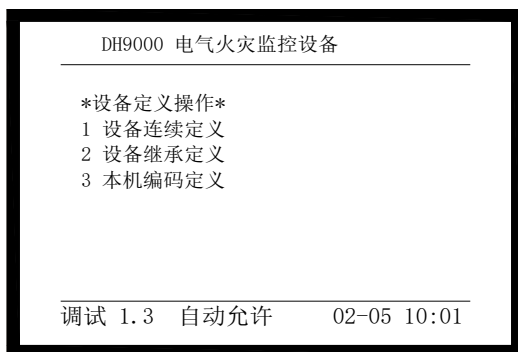 DH9000 电气火灾监控设备
*设备定义操作*
1 设备连续定义
2 设备继承定义
3 本机编码定义
调试 1.3 自动允许 02-05 10:01